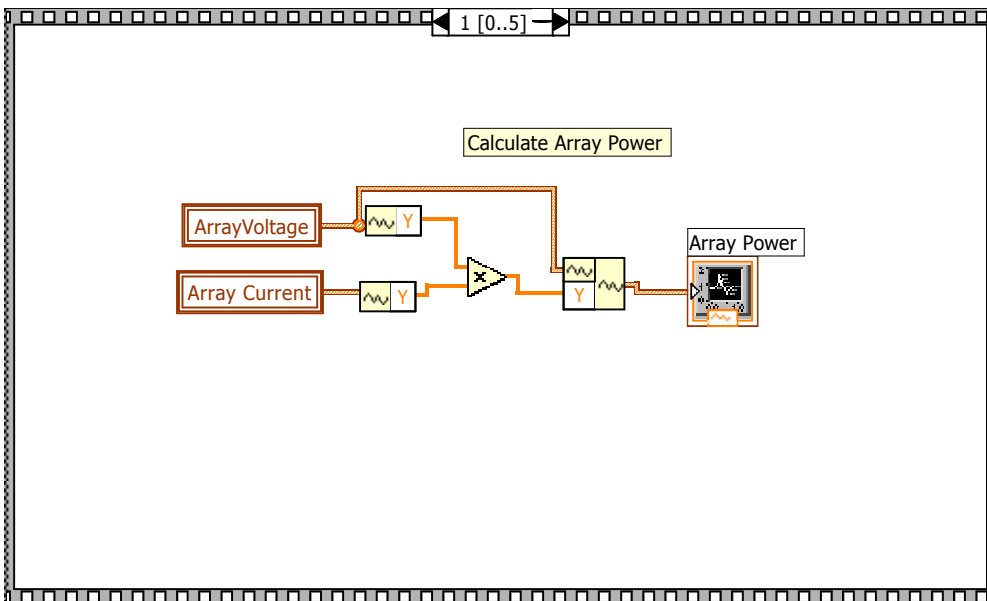 1 [0..5]
Calculate Array Power
ArrayVoltage
Y
Array Power
Array Current
Y
Y